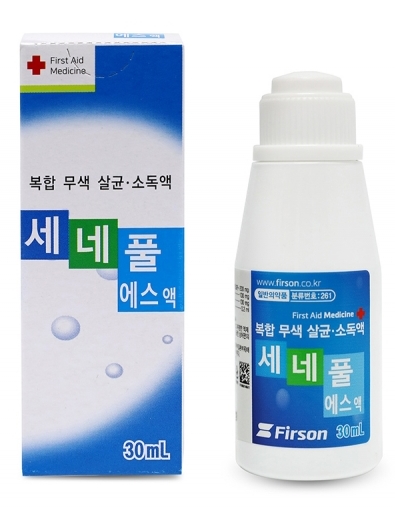 First Aid
Medicine
복합 무색 살균·소독액
세네풀
에스액
30mL
www.firson.co.kr
일반의약품 분류번호 : 261
First Aid Medicine
복합 무색 살균·소독액
세네풀
에스액
Firson 30mL